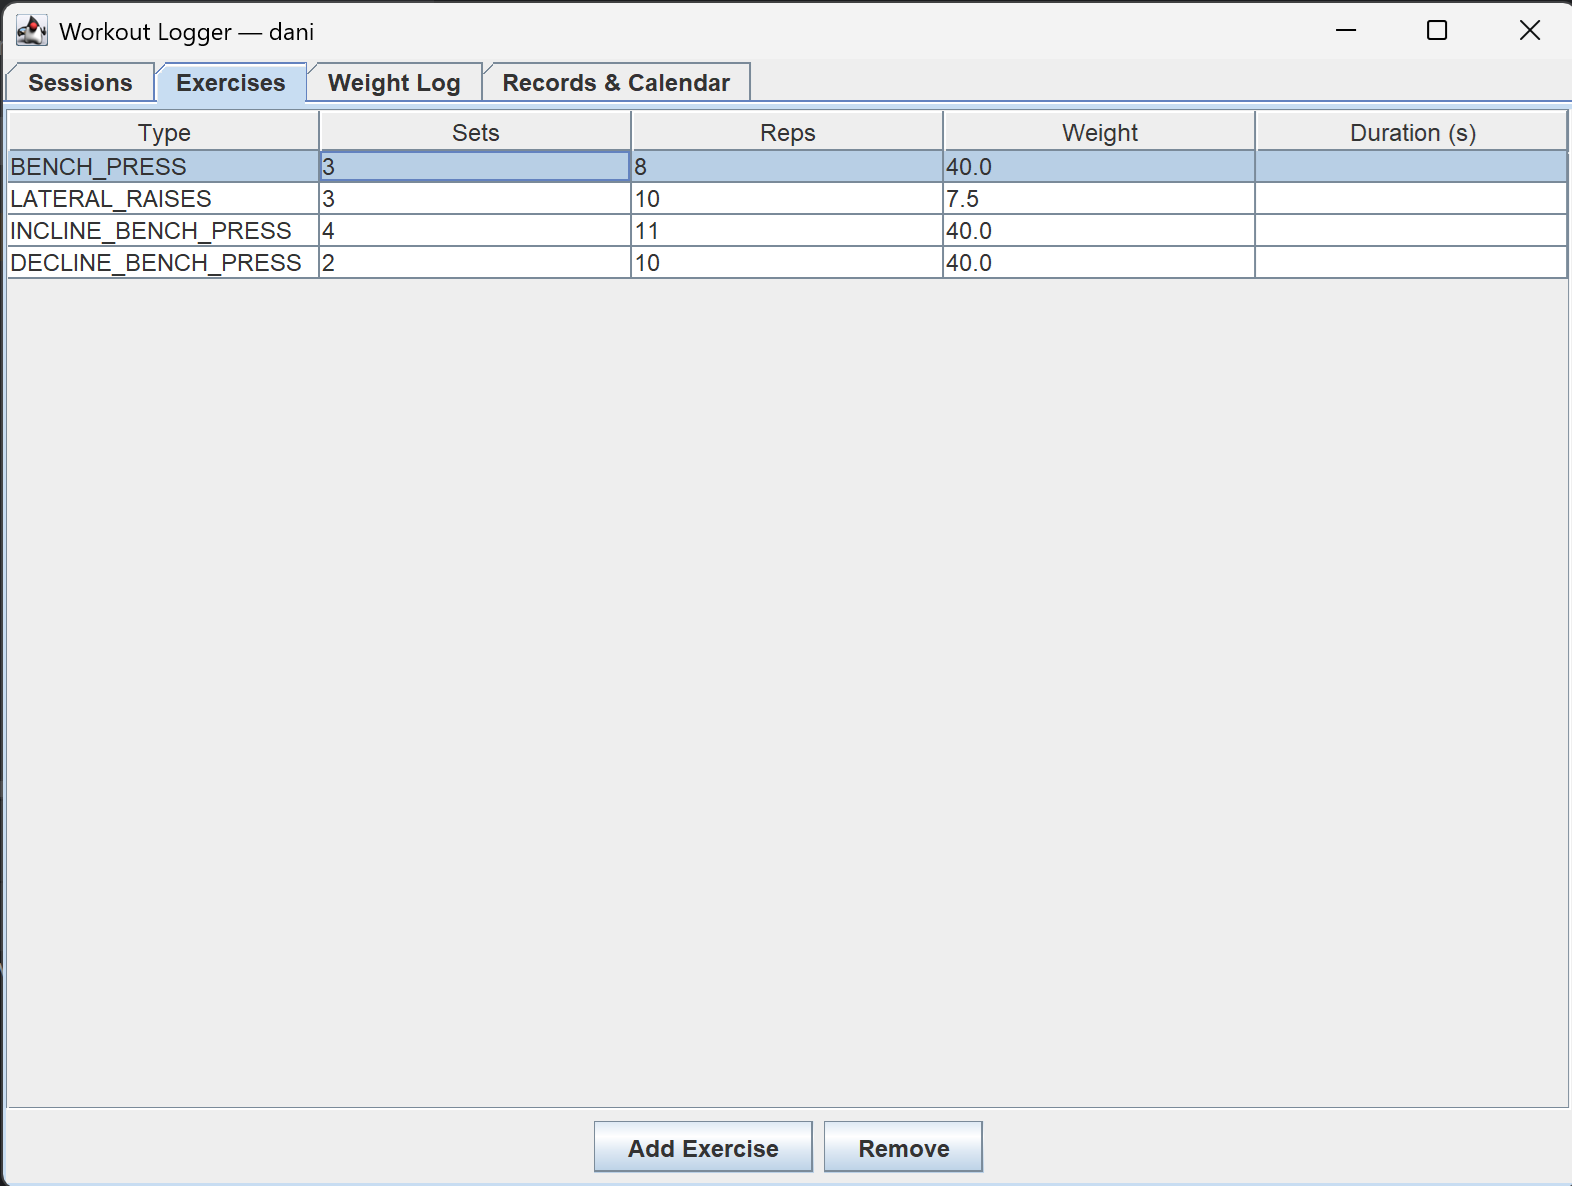 Workout Logger — dani
Sessions Exercises Weight Log Records & Calendar
Type Sets Reps Weight Duration (s)
BENCH_PRESS 3 8 40.0
LATERAL_RAISES 3 10 7.5
INCLINE_BENCH_PRESS 4 11 40.0
DECLINE_BENCH_PRESS 2 10 40.0
Add Exercise Remove